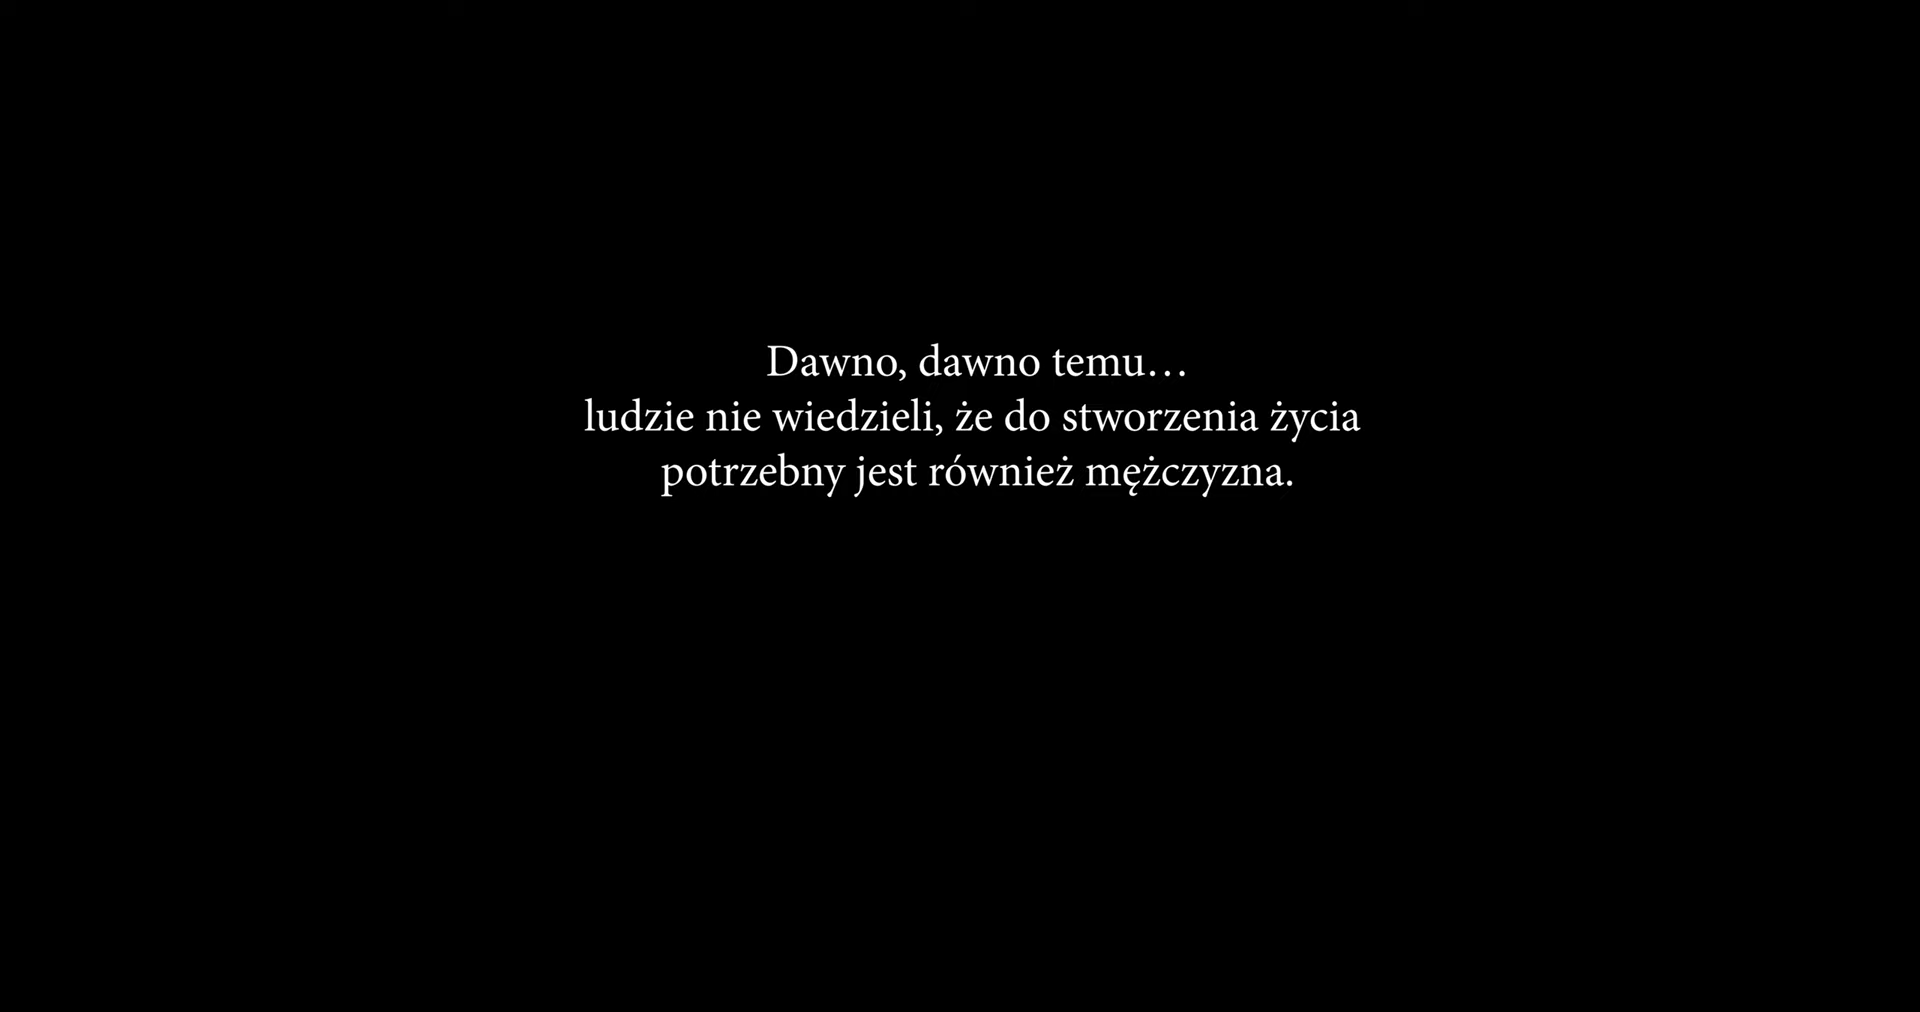 Dawno, dawno temu…
ludzie nie wiedzieli, że do stworzenia życia
potrzebny jest również mężczyzna.